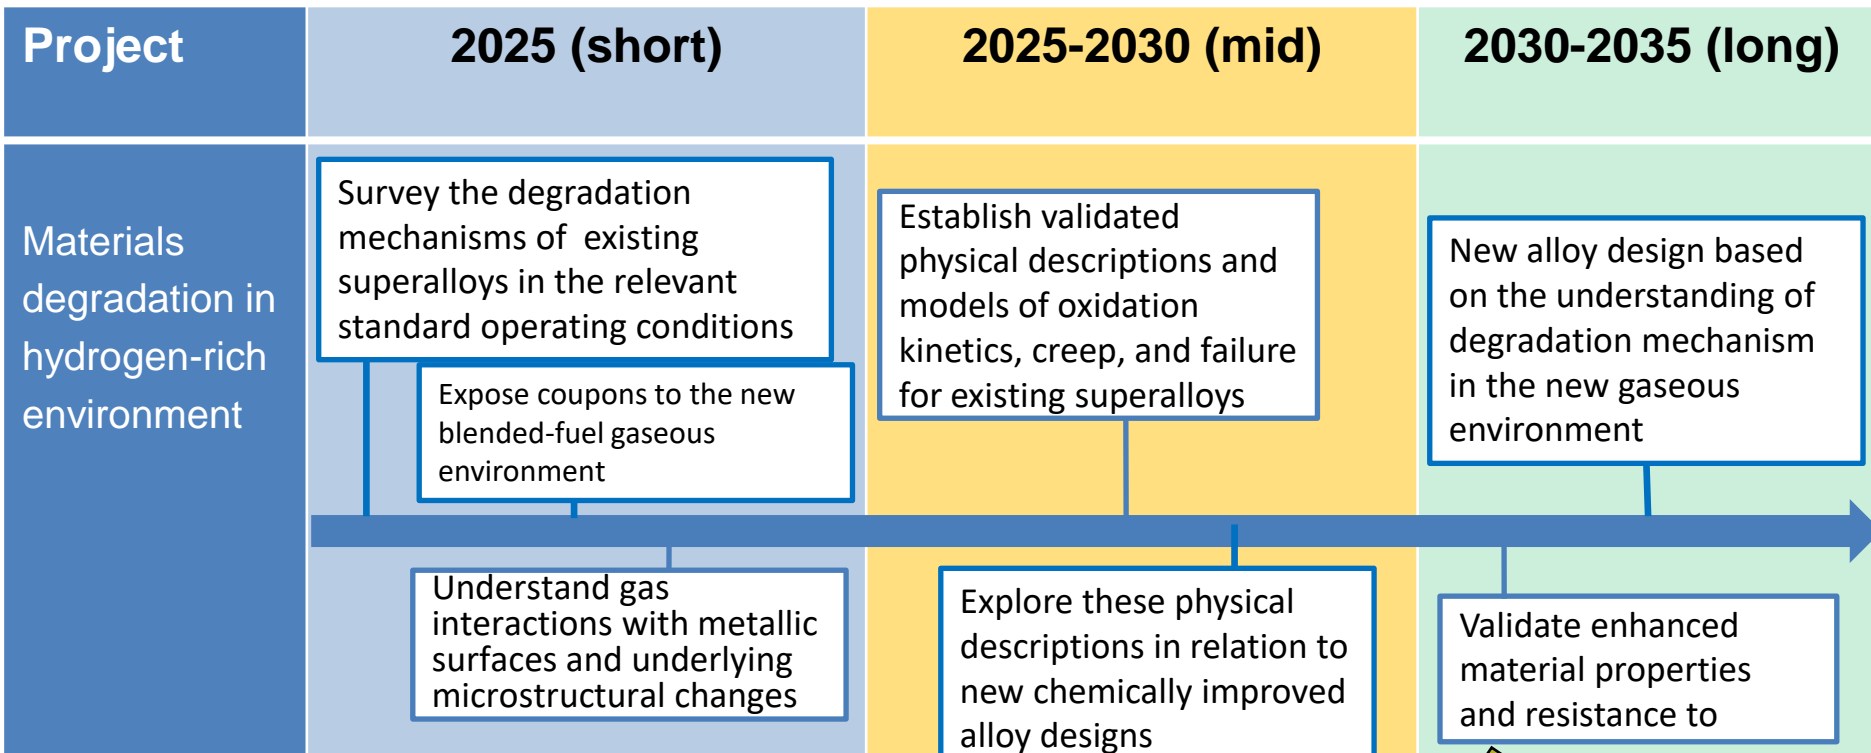 Project
2025 (short)
2025-2030 (mid)
2030-2035 (long)
Materials
degradation in
hydrogen-rich
environment
Survey the degradation
mechanisms of existing
superalloys in the relevant
standard operating conditions
Expose coupons to the new
blended-fuel gaseous
environment
Understand gas
interactions with metallic
surfaces and underlying
microstructural changes
Establish validated
physical descriptions and
models of oxidation
kinetics, creep, and failure
for existing superalloys
Explore these physical
descriptions in relation to
new chemically improved
alloy designs
New alloy design based
on the understanding of
degradation mechanism
in the new gaseous
environment
Validate enhanced
material properties
and resistance to